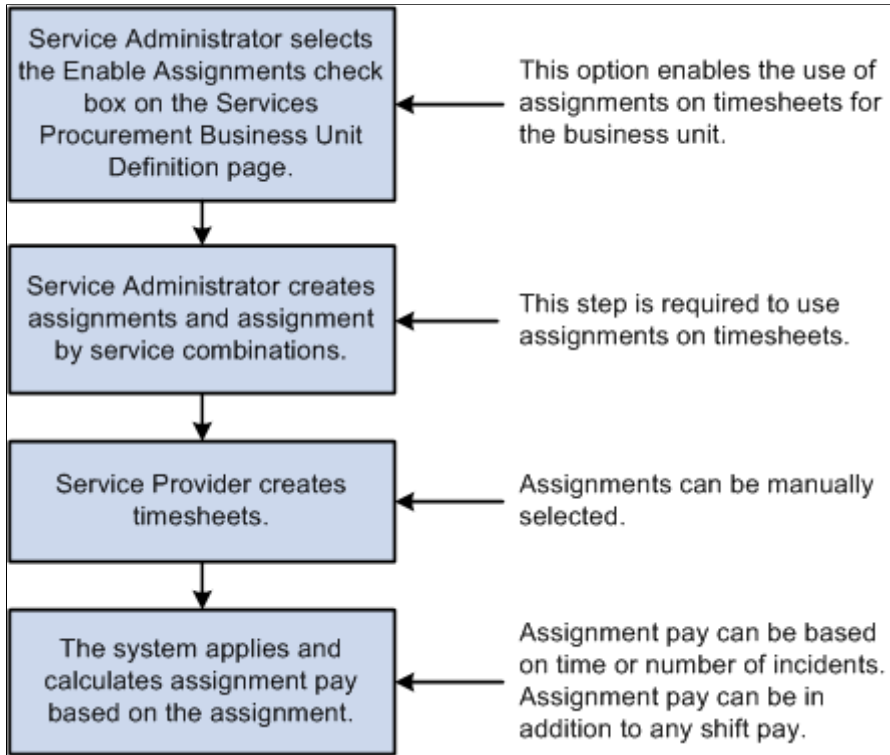 Service Administrator selects
the Enable Assignments check
box on the Services
Procurement Business Unit
Definition page.
This option enables the use of
assignments on timesheets for
the business unit.
Service Administrator creates
assignments and assignment
by service combinations.
This step is required to use
assignments on timesheets.
Service Provider creates
timesheets.
Assignments can be manually
selected.
The system applies and
calculates assignment pay
based on the assignment.
Assignment pay can be based
on time or number of incidents.
Assignment pay can be in
addition to any shift pay.